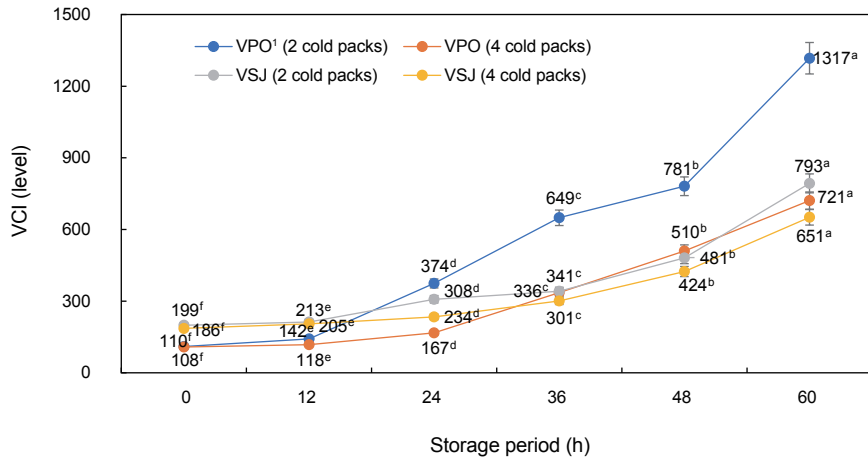 1500
1200
900
600
300
0
VCI (level)
VPO¹ (2 cold packs)
VPO (4 cold packs)
VSJ (2 cold packs)
VSJ (4 cold packs)
1317ᵃ
793ᵃ
721ᵃ
651ᵃ
781ᵇ
510ᵇ
481ᵇ
424ᵇ
649ᶜ
341ᶜ
336ᶜ
301ᶜ
374ᵈ
308ᵈ
234ᵈ
167ᵈ
213ᵉ
205ᵉ
142ᵉ
118ᵉ
199ᶠ
186ᶠ
110ᶠ
108ᶠ
0 12 24 36 48 60
Storage period (h)